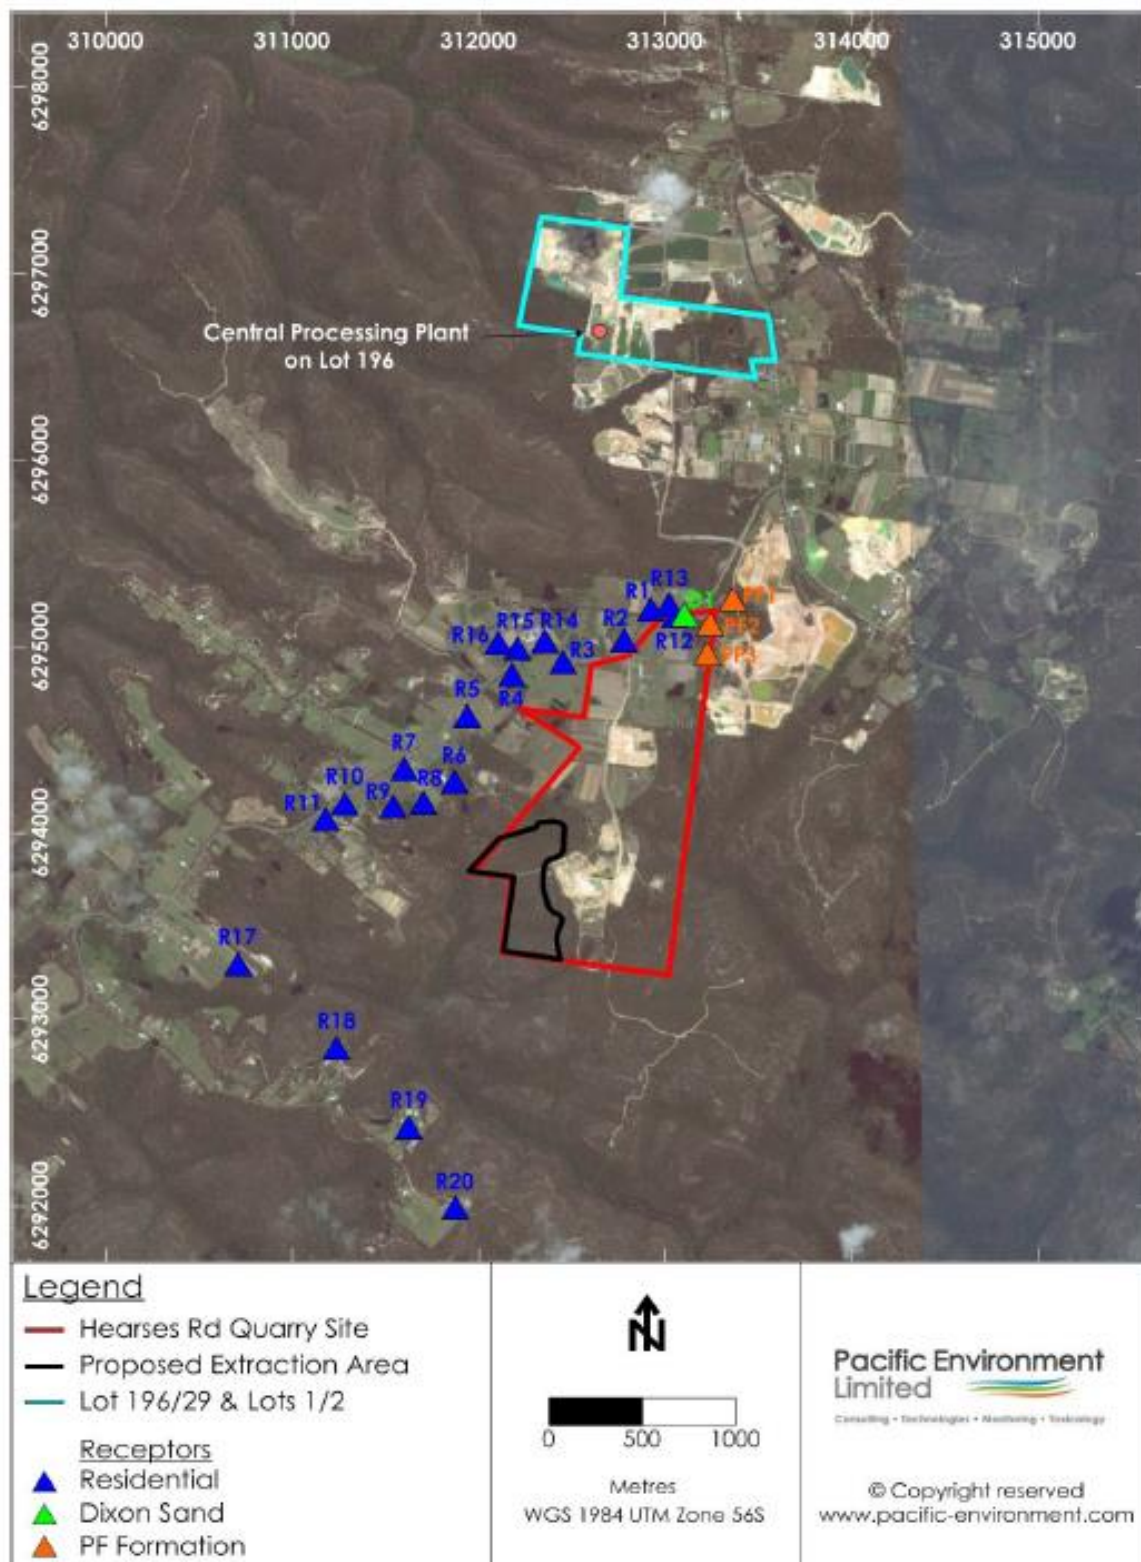 310000 311000 312000 313000 314000 315000
6298000
6297000
6296000
6295000
6294000
6293000
6292000
Central Processing Plant
on Lot 196
R13
R1
PF1
R15 R14
R2
PF2
R16
R12
R3
PF3
R5
R4
R7
R6
R10
R8
R9
R11
R17
R18
R19
R20
Legend
Hearses Rd Quarry Site
Proposed Extraction Area
Lot 196/29 & Lots 1/2
Receptors
Residential
Dixon Sand
PF Formation
N
0 500 1000
Metres
WGS 1984 UTM Zone 56S
Pacific Environment
Limited
Consulting • Technologies • Monitoring • Toxicology
© Copyright reserved
www.pacific-environment.com